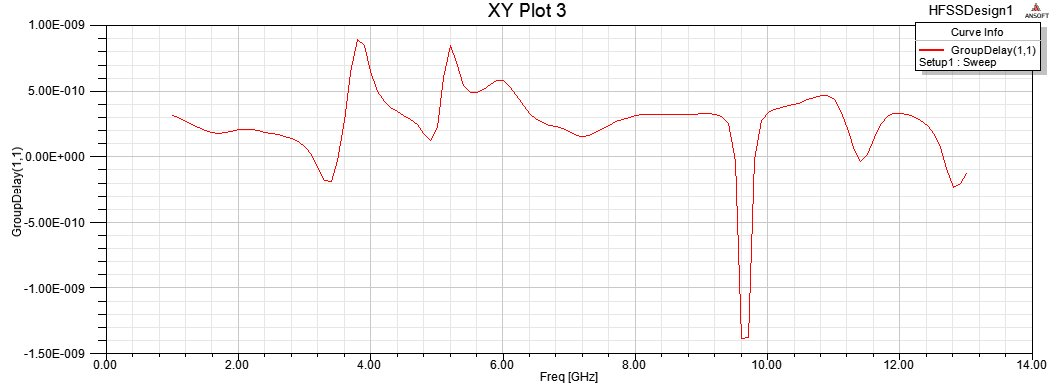 XY Plot 3
HFSSDesign1
ANSOFT
Curve Info
GroupDelay(1,1)
Setup1 : Sweep
1.00E-009
5.00E-010
0.00E+000
-5.00E-010
-1.00E-009
-1.50E-009
GroupDelay(1,1)
0.00 2.00 4.00 6.00 8.00 10.00 12.00 14.00
Freq [GHz]